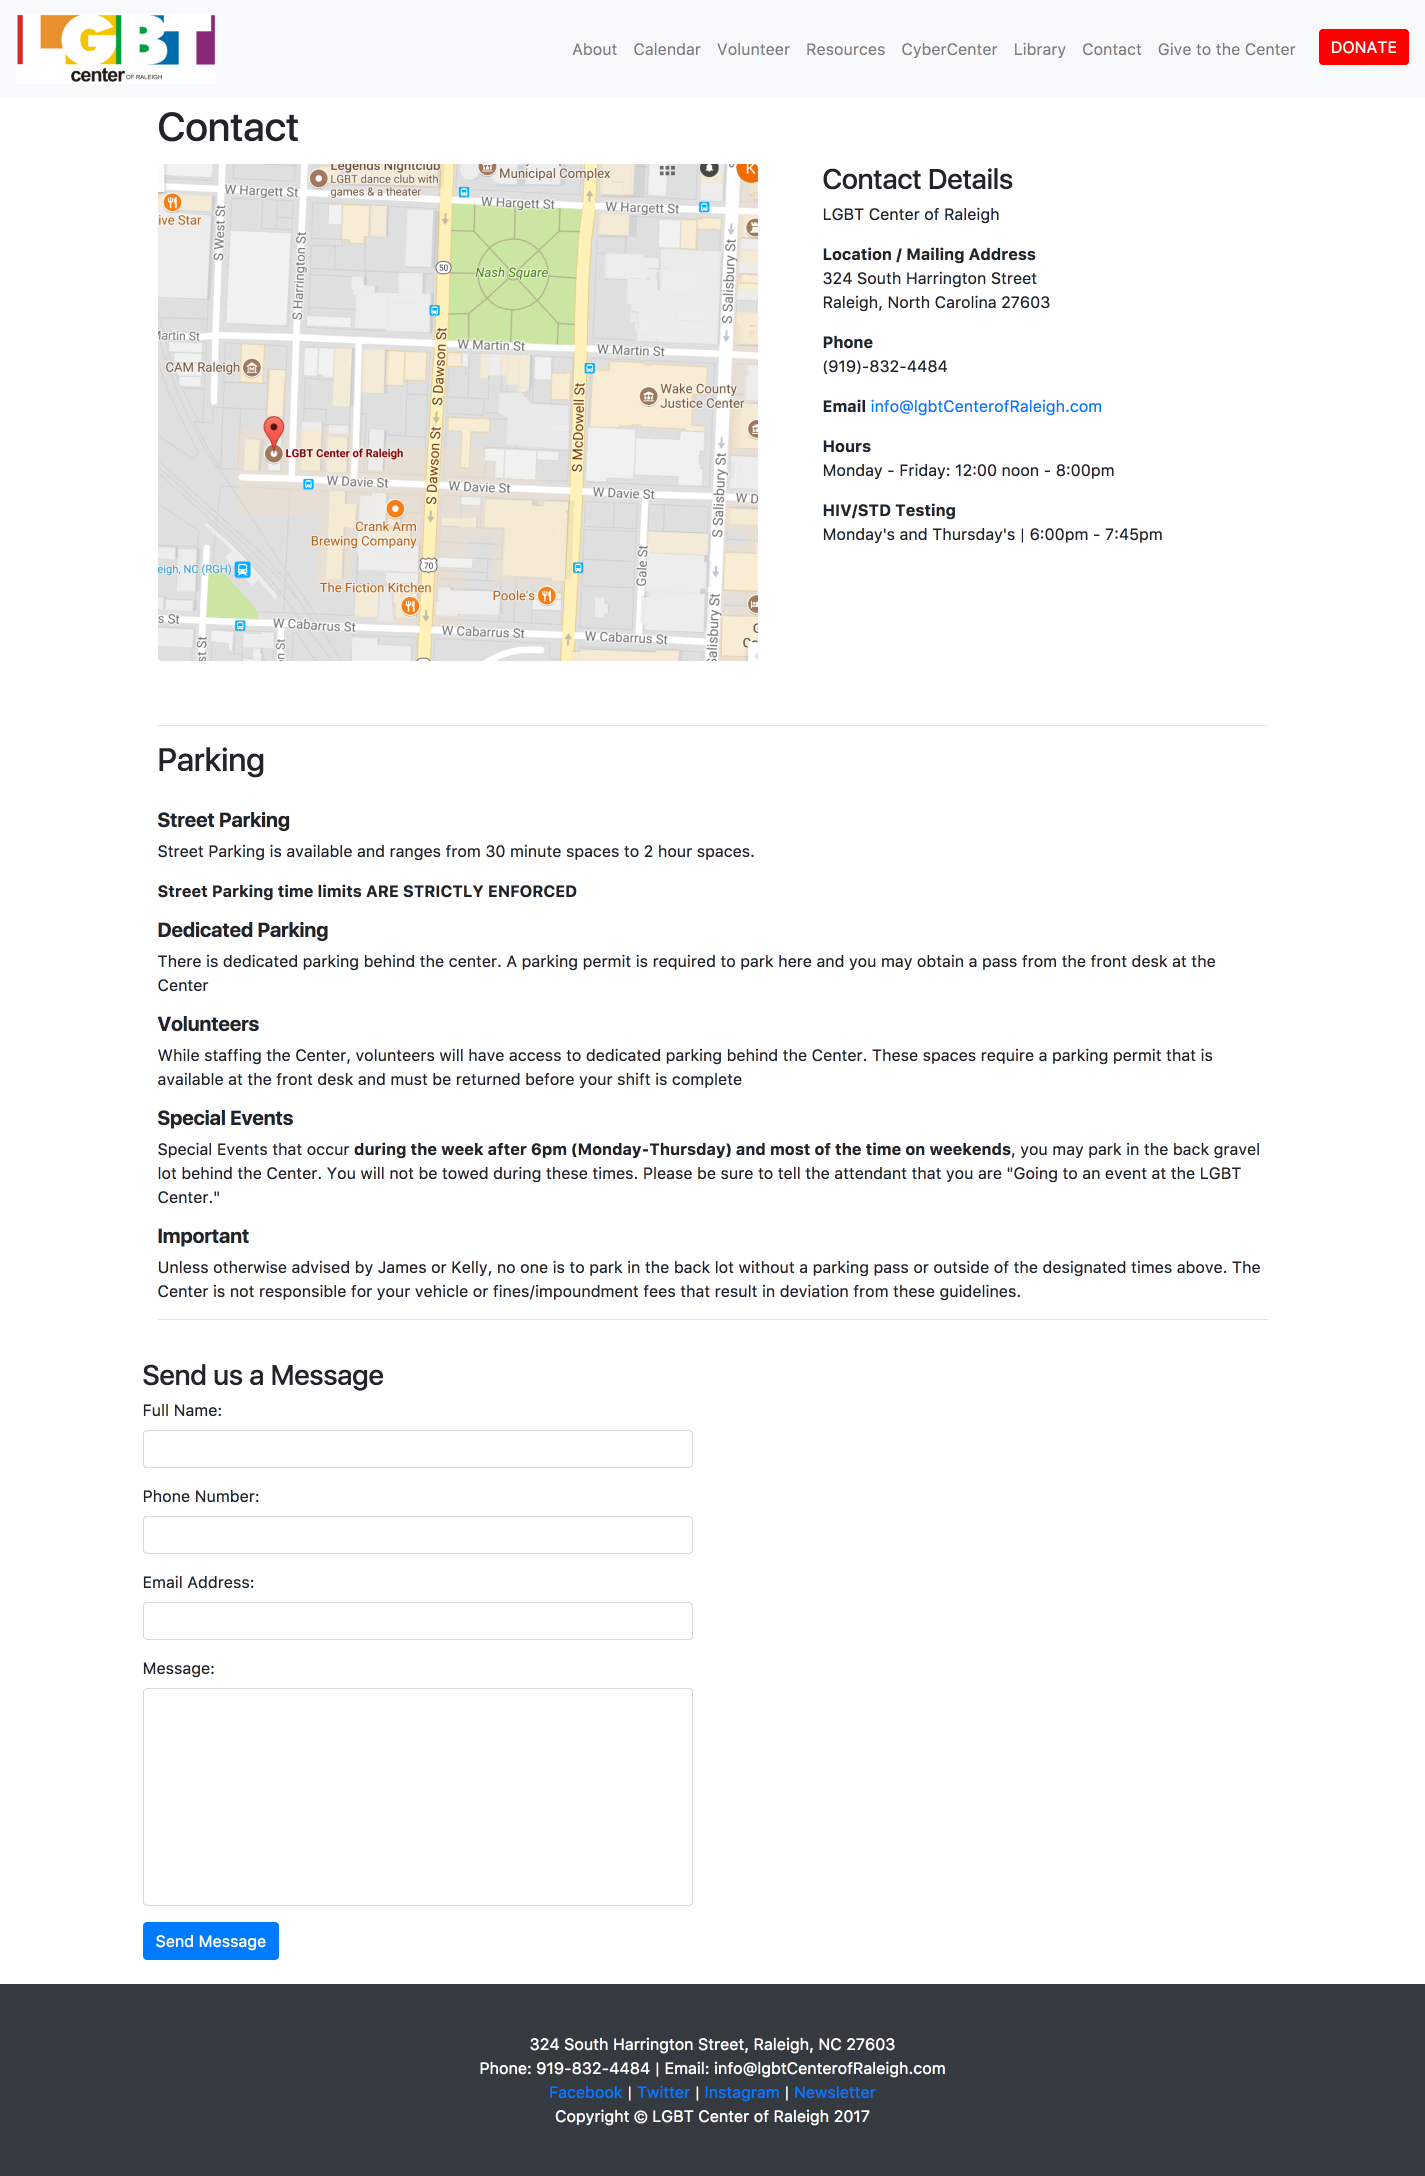 LGBT
center OF RALEIGH
About Calendar Volunteer Resources CyberCenter Library Contact Give to the Center DONATE
Contact
Legends Nightclub
LGBT dance club with
games & a theater
Municipal Complex
K
W Hargett St
W Hargett St
W Hargett St
ive Star
S West St
S Harrington St
50
Nash Square
S Salisbury St
S Salisbury St
Martin St
W Martin St
W Martin St
W Martin St
CAM Raleigh
S Dawson St
S McDowell St
Wake County
Justice Center
LGBT Center of Raleigh
S Dawson St
S Salisbury St
W Davie St
W Davie St
W Davie St
W D
Crank Arm
Brewing Company
Gale St
eigh, NC (RGH)
70
The Fiction Kitchen
Poole's
s St
W Cabarrus St
W Cabarrus St
W Cabarrus St
Salisbury St
st St
on St
Contact Details
LGBT Center of Raleigh
Location / Mailing Address
324 South Harrington Street
Raleigh, North Carolina 27603
Phone
(919)-832-4484
Email info@lgbtCenterofRaleigh.com
Hours
Monday - Friday: 12:00 noon - 8:00pm
HIV/STD Testing
Monday's and Thursday's | 6:00pm - 7:45pm
Parking
Street Parking
Street Parking is available and ranges from 30 minute spaces to 2 hour spaces.
Street Parking time limits ARE STRICTLY ENFORCED
Dedicated Parking
There is dedicated parking behind the center. A parking permit is required to park here and you may obtain a pass from the front desk at the
Center
Volunteers
While staffing the Center, volunteers will have access to dedicated parking behind the Center. These spaces require a parking permit that is
available at the front desk and must be returned before your shift is complete
Special Events
Special Events that occur during the week after 6pm (Monday-Thursday) and most of the time on weekends, you may park in the back gravel
lot behind the Center. You will not be towed during these times. Please be sure to tell the attendant that you are "Going to an event at the LGBT
Center."
Important
Unless otherwise advised by James or Kelly, no one is to park in the back lot without a parking pass or outside of the designated times above. The
Center is not responsible for your vehicle or fines/impoundment fees that result in deviation from these guidelines.
Send us a Message
Full Name:
Phone Number:
Email Address:
Message:
Send Message
324 South Harrington Street, Raleigh, NC 27603
Phone: 919-832-4484 | Email: info@lgbtCenterofRaleigh.com
Facebook | Twitter | Instagram | Newsletter
Copyright © LGBT Center of Raleigh 2017